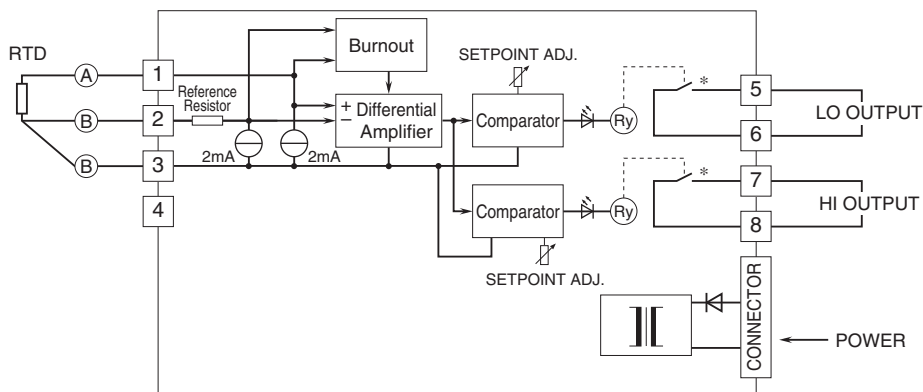 RTD
A
B
B
1
2
3
4
Reference
Resistor
2mA
2mA
Burnout
+
−
Differential
Amplifier
SETPOINT ADJ.
Comparator
Ry
*
5
6
LO OUTPUT
Comparator
Ry
*
7
8
HI OUTPUT
SETPOINT ADJ.
CONNECTOR
POWER